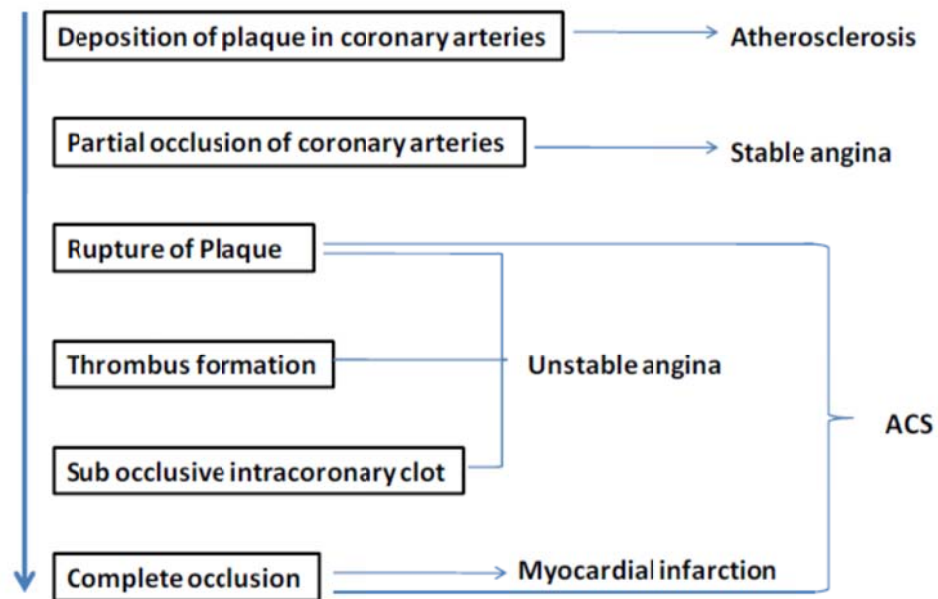 Deposition of plaque in coronary arteries
Atherosclerosis
Partial occlusion of coronary arteries
Stable angina
Rupture of Plaque
Thrombus formation
Unstable angina
ACS
Sub occlusive intracoronary clot
Complete occlusion
Myocardial infarction